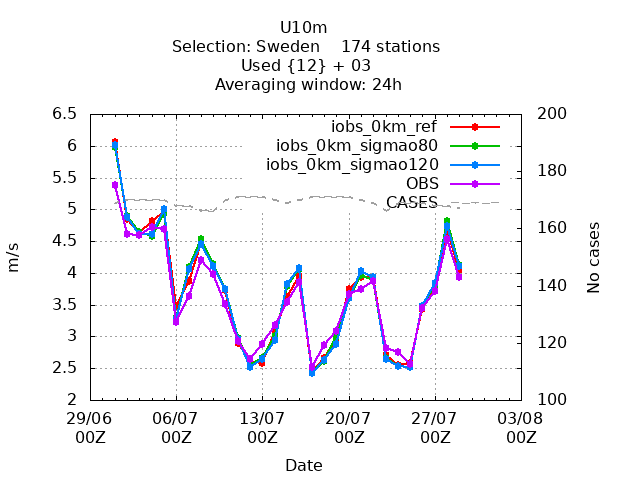 U10m
Selection: Sweden    174 stations
Used {12} + 03
Averaging window: 24h
iobs_0km_ref
iobs_0km_sigmao80
iobs_0km_sigmao120
OBS
CASES
6.5
6
5.5
5
4.5
4
3.5
3
2.5
2
m/s
200
180
160
140
120
100
No cases
29/06 06/07 13/07 20/07 27/07 03/08
00Z 00Z 00Z 00Z 00Z 00Z
Date